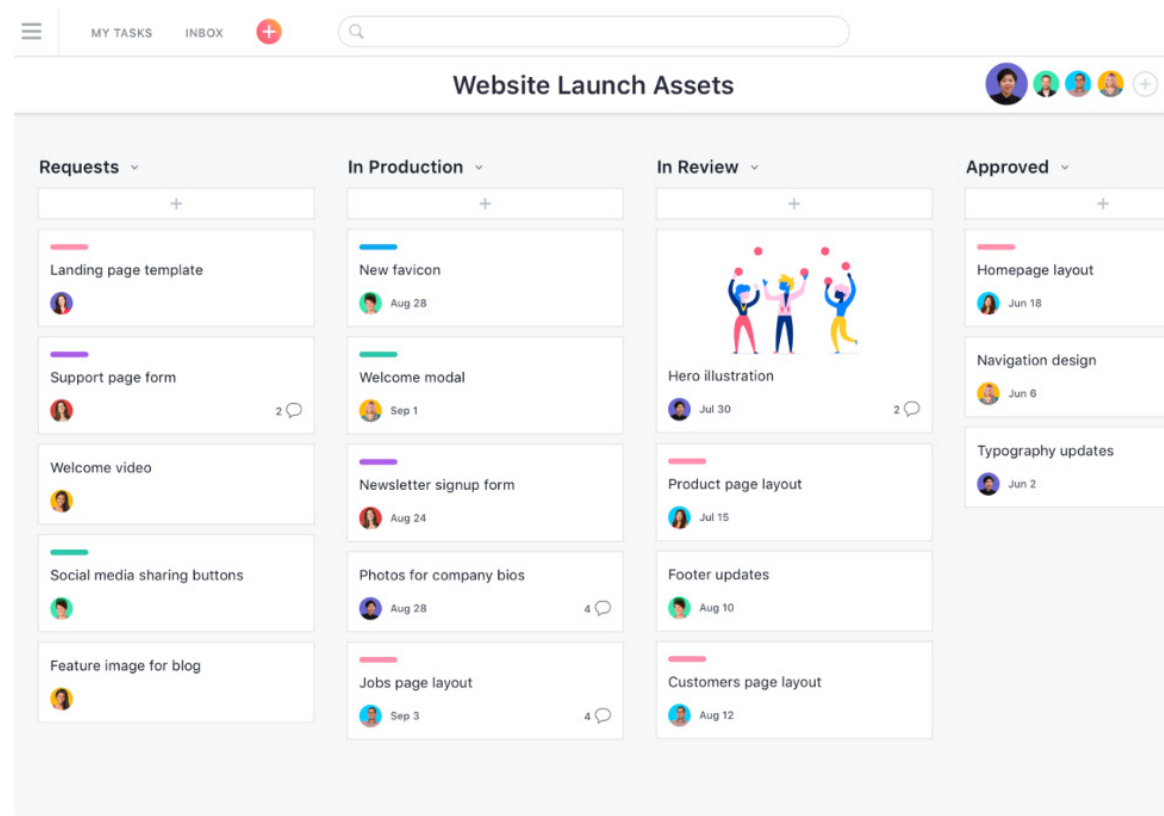 MY TASKS INBOX
Website Launch Assets
Requests
Landing page template
Support page form
2
Welcome video
Social media sharing buttons
Feature image for blog
In Production
New favicon
Aug 28
Welcome modal
Sep 1
Newsletter signup form
Aug 24
Photos for company bios
Aug 28 4
Jobs page layout
Sep 3 4
In Review
Hero illustration
Jul 30 2
Product page layout
Jul 15
Footer updates
Aug 10
Customers page layout
Aug 12
Approved
Homepage layout
Jun 18
Navigation design
Jun 6
Typography updates
Jun 2